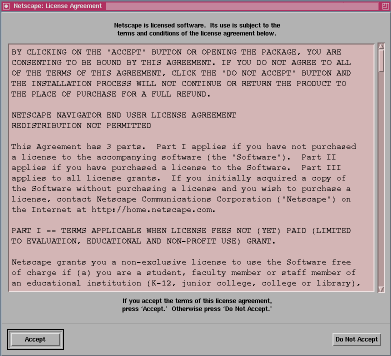 Netscape: License Agreement
Netscape is licensed software. Its use is subject to the
terms and conditions of the license agreement below.
BY CLICKING ON THE "ACCEPT" BUTTON OR OPENING THE PACKAGE, YOU ARE
CONSENTING TO BE BOUND BY THIS AGREEMENT. IF YOU DO NOT AGREE TO ALL
OF THE TERMS OF THIS AGREEMENT, CLICK THE "DO NOT ACCEPT" BUTTON AND
THE INSTALLATION PROCESS WILL NOT CONTINUE OR RETURN THE PRODUCT TO
THE PLACE OF PURCHASE FOR A FULL REFUND.
NETSCAPE NAVIGATOR END USER LICENSE AGREEMENT
REDISTRIBUTION NOT PERMITTED
This Agreement has 3 parts. Part I applies if you have not purchased
a license to the accompanying software (the "Software"). Part II
applies if you have purchased a license to the Software. Part III
applies to all license grants. If you initially acquired a copy of
the Software without purchasing a license and you wish to purchase a
license, contact Netscape Communications Corporation ("Netscape") on
the Internet at http://home.netscape.com.
PART I == TERMS APPLICABLE WHEN LICENSE FEES NOT (YET) PAID (LIMITED
TO EVALUATION, EDUCATIONAL AND NON-PROFIT USE) GRANT.
Netscape grants you a non-exclusive license to use the Software free
of charge if (a) you are a student, faculty member or staff member of
an educational institution (K-12, junior college, college or library),
If you accept the terms of this license agreement,
press 'Accept.' Otherwise press 'Do Not Accept.'
Accept
Do Not Accept